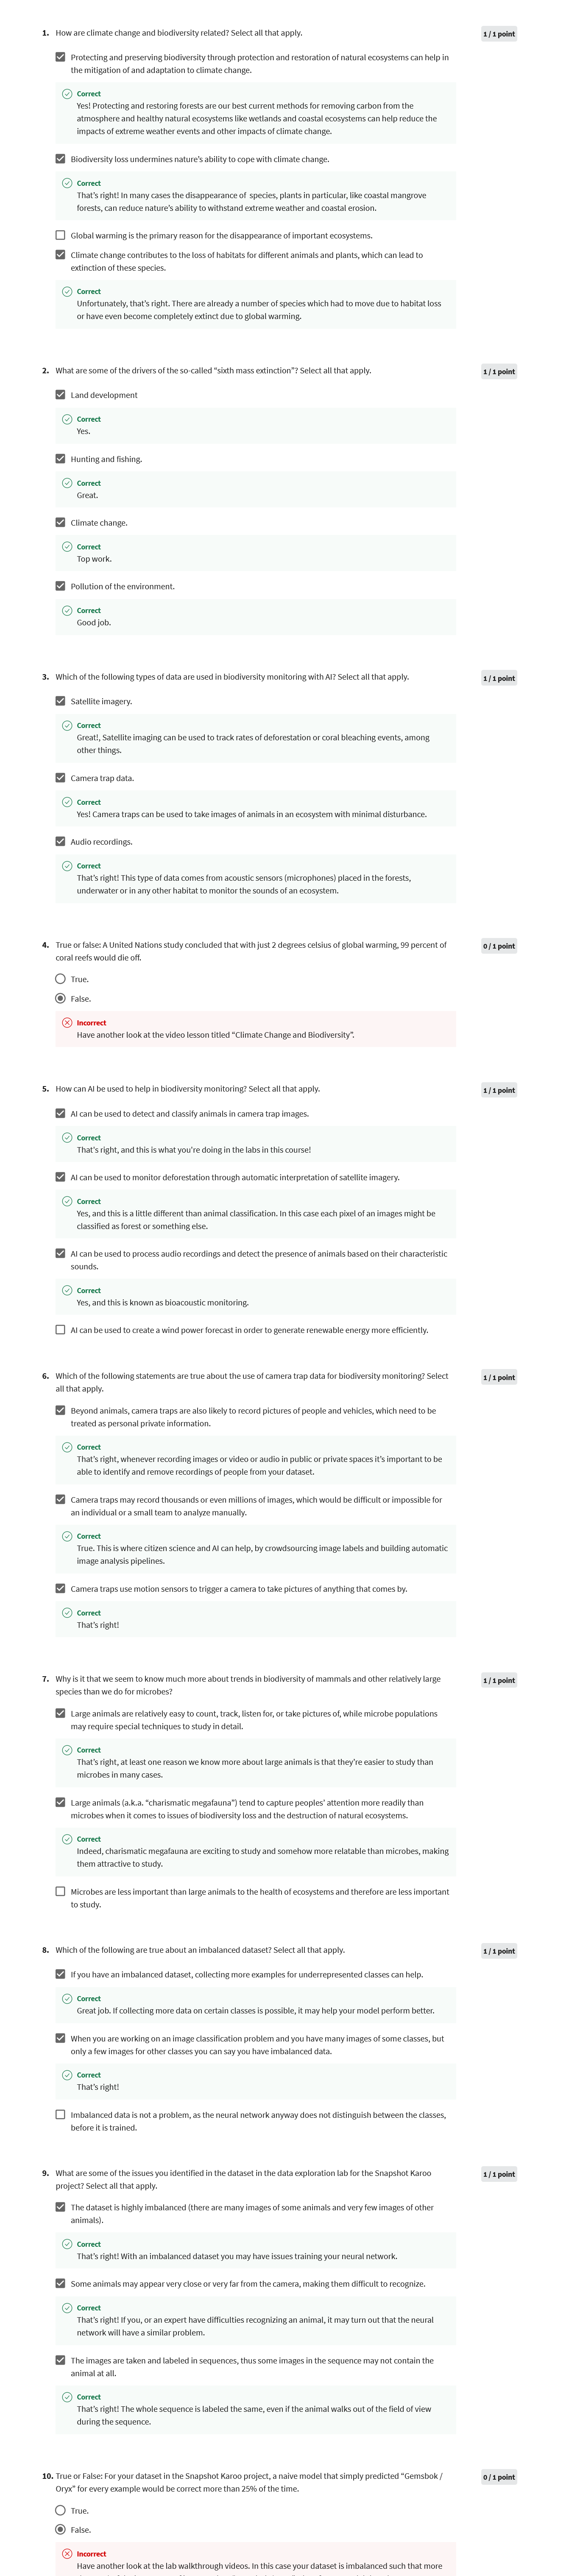 1. How are climate change and biodiversity related? Select all that apply.
1 / 1 point
Protecting and preserving biodiversity through protection and restoration of natural ecosystems can help in
the mitigation of and adaptation to climate change.
Correct
Yes! Protecting and restoring forests are our best current methods for removing carbon from the
atmosphere and healthy natural ecosystems like wetlands and coastal ecosystems can help reduce the
impacts of extreme weather events and other impacts of climate change.
Biodiversity loss undermines nature's ability to cope with climate change.
Correct
That's right! In many cases the disappearance of species, plants in particular, like coastal mangrove
forests, can reduce nature's ability to withstand extreme weather and coastal erosion.
Global warming is the primary reason for the disappearance of important ecosystems.
Climate change contributes to the loss of habitats for different animals and plants, which can lead to
extinction of these species.
Correct
Unfortunately, that's right. There are already a number of species which had to move due to habitat loss
or have even become completely extinct due to global warming.
2. What are some of the drivers of the so-called "sixth mass extinction"? Select all that apply.
1 / 1 point
Land development
Correct
Yes.
Hunting and fishing.
Correct
Great.
Climate change.
Correct
Top work.
Pollution of the environment.
Correct
Good job.
3. Which of the following types of data are used in biodiversity monitoring with AI? Select all that apply.
1 / 1 point
Satellite imagery.
Correct
Great!, Satellite imaging can be used to track rates of deforestation or coral bleaching events, among
other things.
Camera trap data.
Correct
Yes! Camera traps can be used to take images of animals in an ecosystem with minimal disturbance.
Audio recordings.
Correct
That's right! This type of data comes from acoustic sensors (microphones) placed in the forests,
underwater or in any other habitat to monitor the sounds of an ecosystem.
4. True or false: A United Nations study concluded that with just 2 degrees celsius of global warming, 99 percent of
coral reefs would die off.
0 / 1 point
True.
False.
Incorrect
Have another look at the video lesson titled "Climate Change and Biodiversity".
5. How can AI be used to help in biodiversity monitoring? Select all that apply.
1 / 1 point
AI can be used to detect and classify animals in camera trap images.
Correct
That's right, and this is what you're doing in the labs in this course!
AI can be used to monitor deforestation through automatic interpretation of satellite imagery.
Correct
Yes, and this is a little different than animal classification. In this case each pixel of an images might be
classified as forest or something else.
AI can be used to process audio recordings and detect the presence of animals based on their characteristic
sounds.
Correct
Yes, and this is known as bioacoustic monitoring.
AI can be used to create a wind power forecast in order to generate renewable energy more efficiently.
6. Which of the following statements are true about the use of camera trap data for biodiversity monitoring? Select
all that apply.
1 / 1 point
Beyond animals, camera traps are also likely to record pictures of people and vehicles, which need to be
treated as personal private information.
Correct
That's right, whenever recording images or video or audio in public or private spaces it's important to be
able to identify and remove recordings of people from your dataset.
Camera traps may record thousands or even millions of images, which would be difficult or impossible for
an individual or a small team to analyze manually.
Correct
True. This is where citizen science and AI can help, by crowdsourcing image labels and building automatic
image analysis pipelines.
Camera traps use motion sensors to trigger a camera to take pictures of anything that comes by.
Correct
That's right!
7. Why is it that we seem to know much more about trends in biodiversity of mammals and other relatively large
species than we do for microbes?
1 / 1 point
Large animals are relatively easy to count, track, listen for, or take pictures of, while microbe populations
may require special techniques to study in detail.
Correct
That's right, at least one reason we know more about large animals is that they're easier to study than
microbes in many cases.
Large animals (a.k.a. "charismatic megafauna") tend to capture peoples' attention more readily than
microbes when it comes to issues of biodiversity loss and the destruction of natural ecosystems.
Correct
Indeed, charismatic megafauna are exciting to study and somehow more relatable than microbes, making
them attractive to study.
Microbes are less important than large animals to the health of ecosystems and therefore are less important
to study.
8. Which of the following are true about an imbalanced dataset? Select all that apply.
1 / 1 point
If you have an imbalanced dataset, collecting more examples for underrepresented classes can help.
Correct
Great job. If collecting more data on certain classes is possible, it may help your model perform better.
When you are working on an image classification problem and you have many images of some classes, but
only a few images for other classes you can say you have imbalanced data.
Correct
That's right!
Imbalanced data is not a problem, as the neural network anyway does not distinguish between the classes,
before it is trained.
9. What are some of the issues you identified in the dataset in the data exploration lab for the Snapshot Karoo
project? Select all that apply.
1 / 1 point
The dataset is highly imbalanced (there are many images of some animals and very few images of other
animals).
Correct
That's right! With an imbalanced dataset you may have issues training your neural network.
Some animals may appear very close or very far from the camera, making them difficult to recognize.
Correct
That's right! If you, or an expert have difficulties recognizing an animal, it may turn out that the neural
network will have a similar problem.
The images are taken and labeled in sequences, thus some images in the sequence may not contain the
animal at all.
Correct
That's right! The whole sequence is labeled the same, even if the animal walks out of the field of view
during the sequence.
10. True or False: For your dataset in the Snapshot Karoo project, a naive model that simply predicted "Gemsbok /
Oryx" for every example would be correct more than 25% of the time.
0 / 1 point
True.
False.
Incorrect
Have another look at the lab walkthrough videos. In this case your dataset is imbalanced such that more